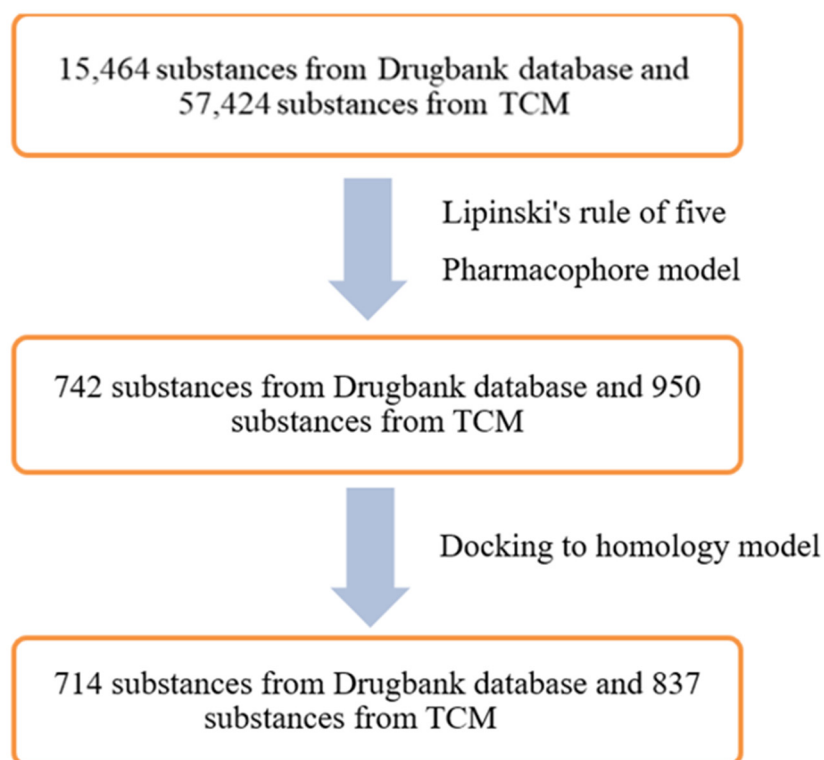 15,464 substances from Drugbank database and
57,424 substances from TCM
Lipinski's rule of five
Pharmacophore model
742 substances from Drugbank database and 950
substances from TCM
Docking to homology model
714 substances from Drugbank database and 837
substances from TCM